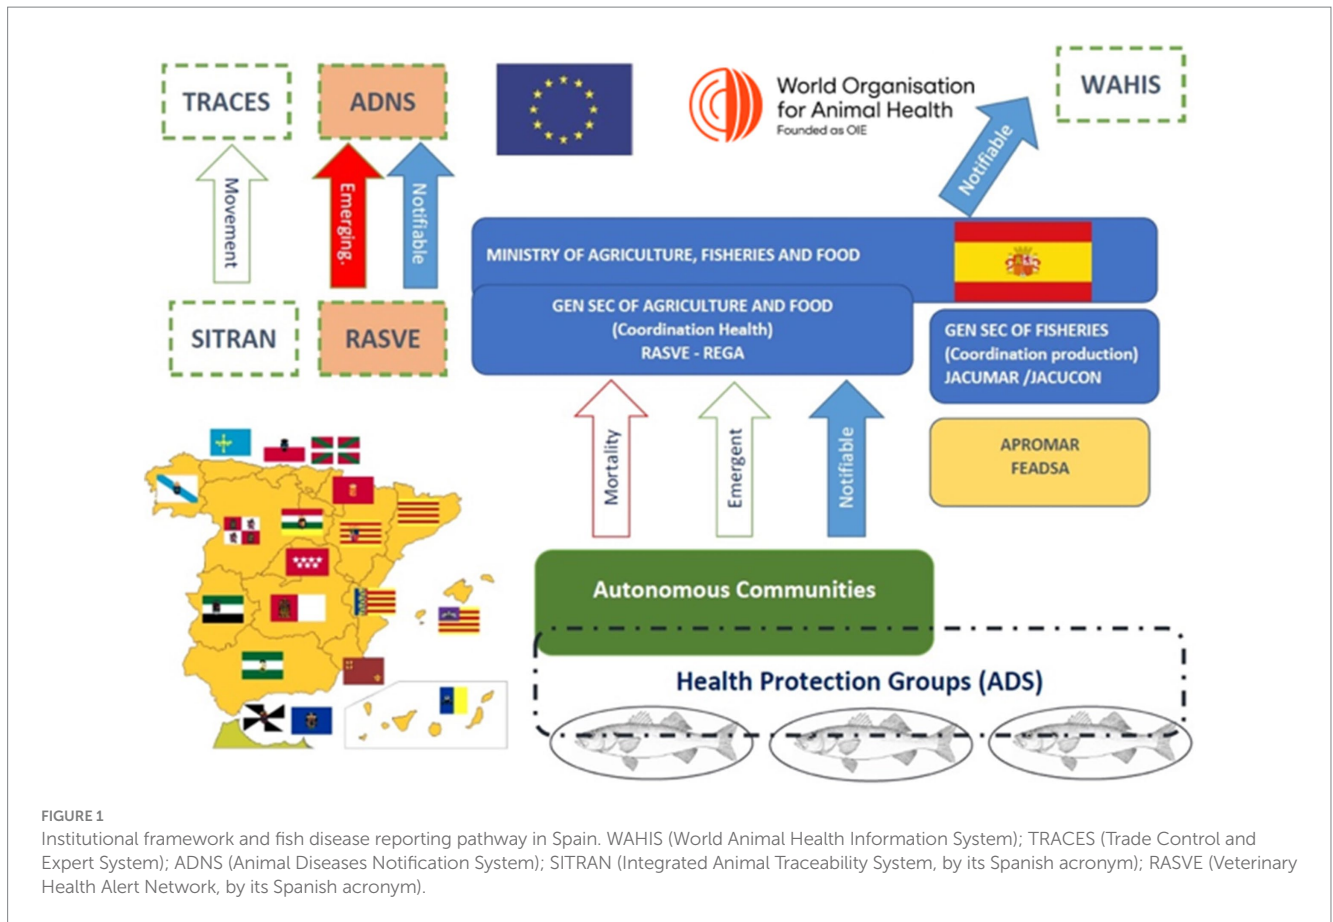 TRACES
ADNS
World Organisation
for Animal Health
Founded as OIE
WAHIS
Movement
Emerging.
Notifiable
Notifiable
MINISTRY OF AGRICULTURE, FISHERIES AND FOOD
GEN SEC OF AGRICULTURE AND FOOD
(Coordination Health)
RASVE - REGA
SITRAN
RASVE
GEN SEC OF FISHERIES
(Coordination production)
JACUMAR /JACUCON
Mortality
Emergent
Notifiable
APROMAR
FEADSA
Autonomous Communities
Health Protection Groups (ADS)
FIGURE 1
Institutional framework and fish disease reporting pathway in Spain. WAHIS (World Animal Health Information System); TRACES (Trade Control and
Expert System); ADNS (Animal Diseases Notification System); SITRAN (Integrated Animal Traceability System, by its Spanish acronym); RASVE (Veterinary
Health Alert Network, by its Spanish acronym).